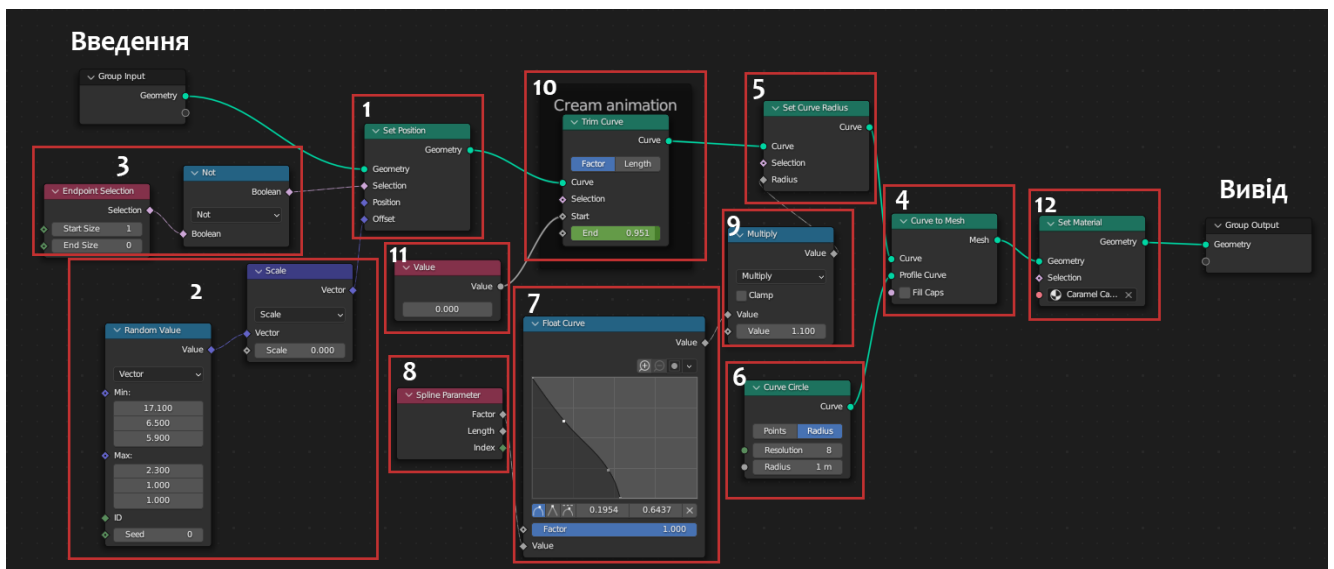 Введення
Group Input
Geometry
3
Endpoint Selection
Selection
Start Size 1
End Size 0
Not
Boolean
Not
Boolean
1
Set Position
Geometry
Geometry
Selection
Position
Offset
2
Scale
Vector
Scale
Vector
Scale 0.000
Random Value
Value
Vector
Min:
17.100
6.500
5.900
Max:
2.300
1.000
1.000
ID
Seed 0
10
Cream animation
Trim Curve
Curve
Factor Length
Curve
Selection
Start
End 0.951
11
Value
Value
0.000
8
Spline Parameter
Factor
Length
Index
7
Float Curve
Value
0.1954 0.6437
Factor 1.000
Value
5
Set Curve Radius
Curve
Curve
Selection
Radius
9
Multiply
Value
Multiply
Clamp
Value
Value 1.100
6
Curve Circle
Curve
Points Radius
Resolution 8
Radius 1 m
4
Curve to Mesh
Mesh
Curve
Profile Curve
Fill Caps
12
Set Material
Geometry
Geometry
Selection
Caramel Ca...
Вивід
Group Output
Geometry